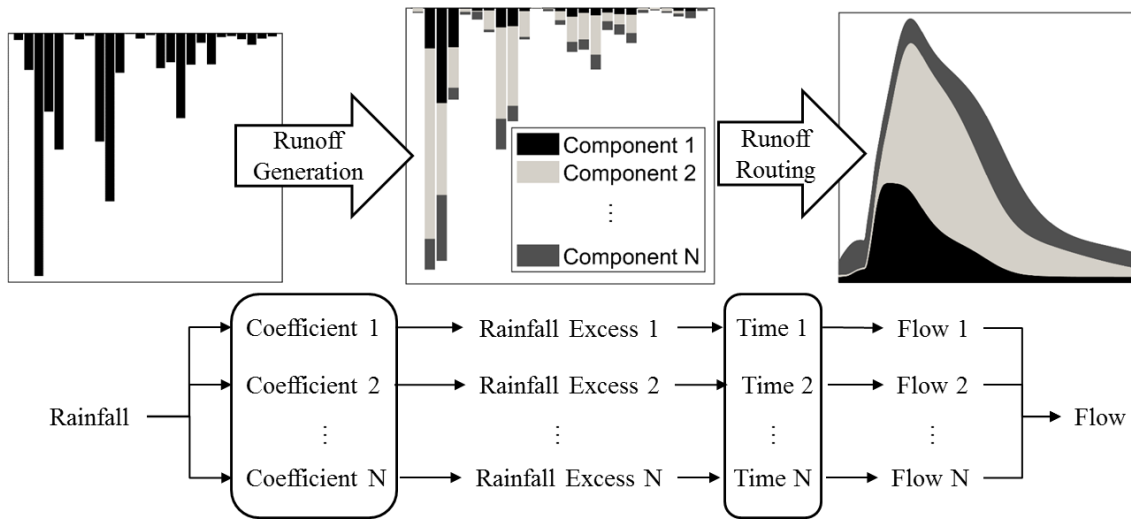 Runoff
Generation
Component 1
Component 2
⋮
Component N
Runoff
Routing
Rainfall
Coefficient 1
Rainfall Excess 1
Time 1
Flow 1
Coefficient 2
Rainfall Excess 2
Time 2
Flow 2
⋮ ⋮ ⋮ ⋮
Coefficient N
Rainfall Excess N
Time N
Flow N
Flow